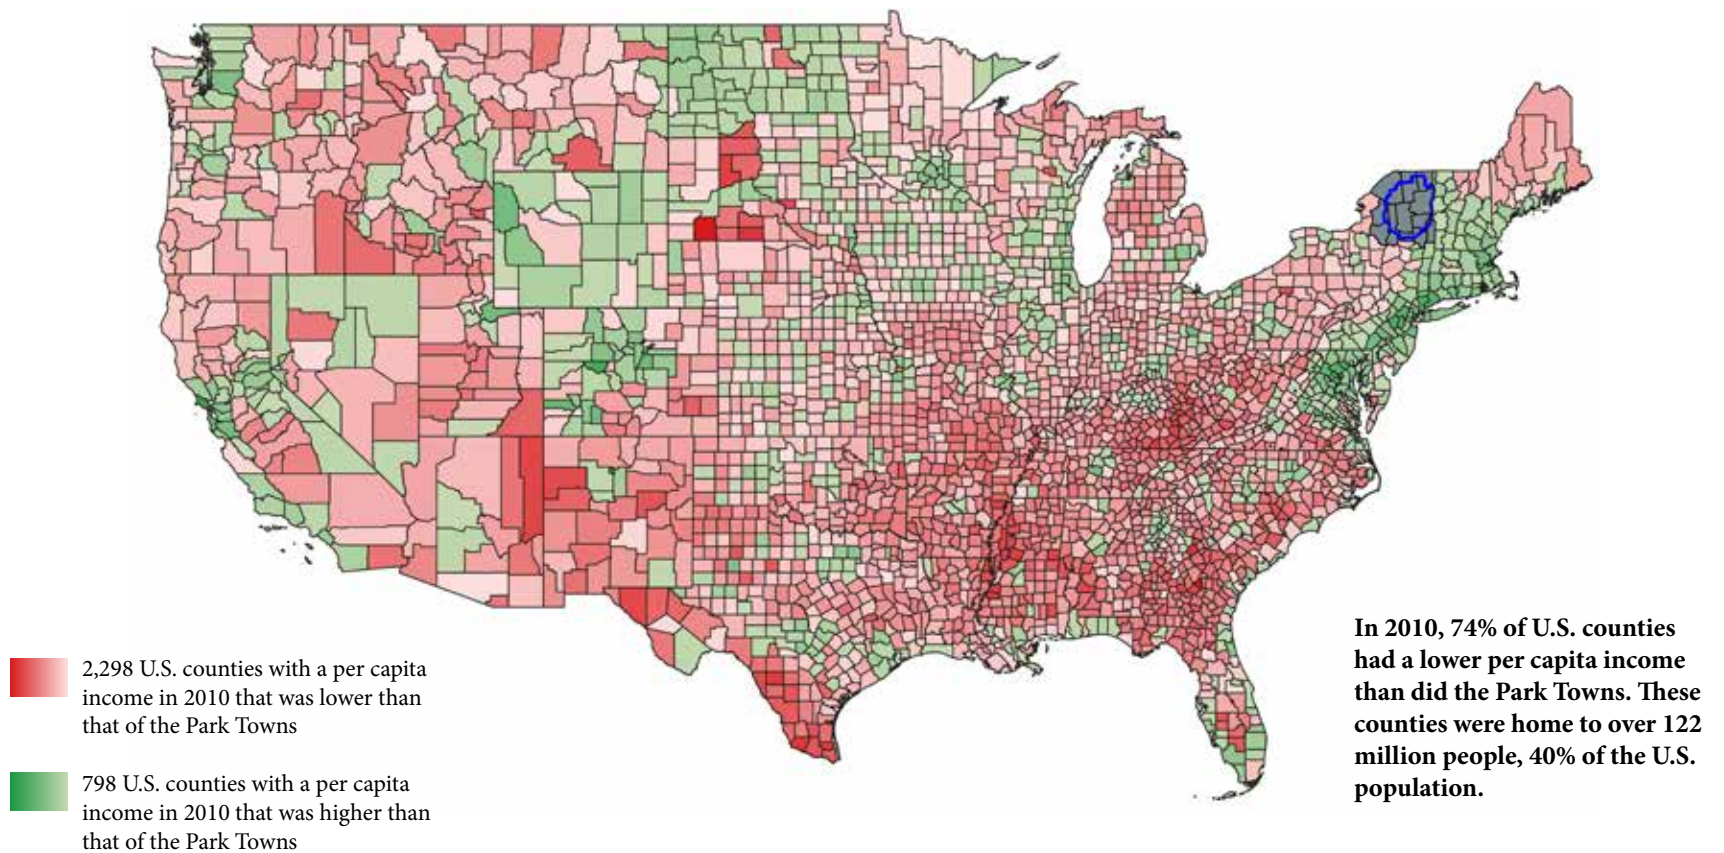 In 2010, 74% of U.S. counties
had a lower per capita income
than did the Park Towns. These
counties were home to over 122
million people, 40% of the U.S.
population.
2,298 U.S. counties with a per capita
income in 2010 that was lower than
that of the Park Towns
798 U.S. counties with a per capita
income in 2010 that was higher than
that of the Park Towns